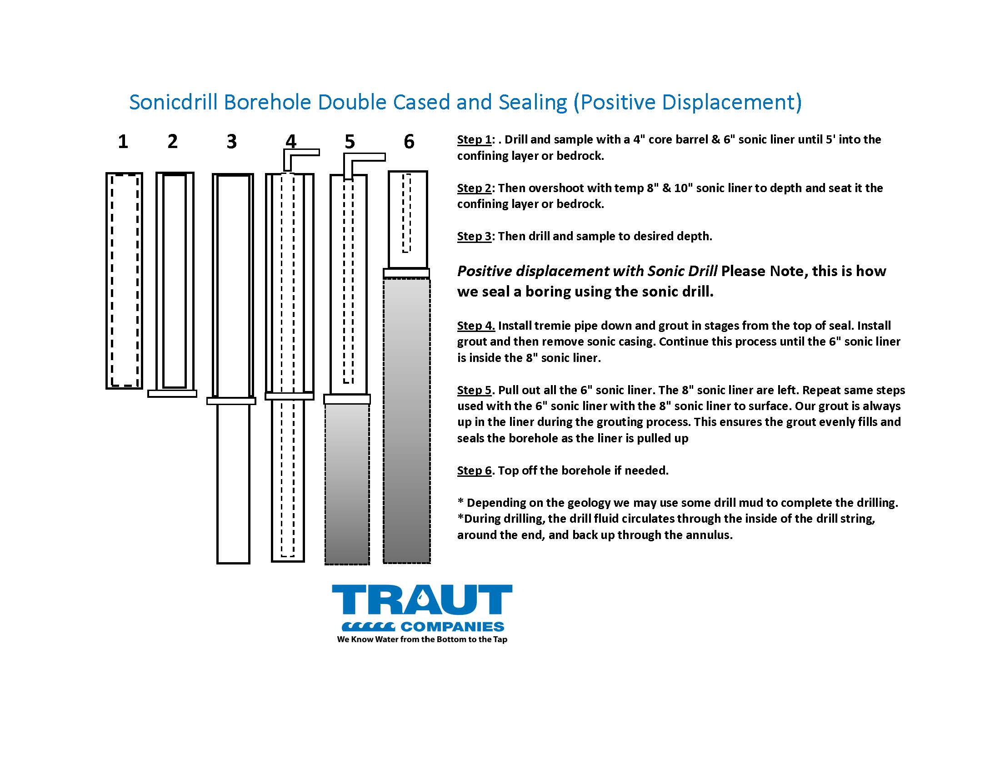 Sonicdrill Borehole Double Cased and Sealing (Positive Displacement)
1 2 3 4 5 6
Step 1: . Drill and sample with a 4" core barrel & 6" sonic liner until 5' into the
confining layer or bedrock.
Step 2: Then overshoot with temp 8" & 10" sonic liner to depth and seat it the
confining layer or bedrock.
Step 3: Then drill and sample to desired depth.
Positive displacement with Sonic Drill Please Note, this is how
we seal a boring using the sonic drill.
Step 4. Install tremie pipe down and grout in stages from the top of seal. Install
grout and then remove sonic casing. Continue this process until the 6" sonic liner
is inside the 8" sonic liner.
Step 5. Pull out all the 6" sonic liner. The 8" sonic liner are left. Repeat same steps
used with the 6" sonic liner with the 8" sonic liner to surface. Our grout is always
up in the liner during the grouting process. This ensures the grout evenly fills and
seals the borehole as the liner is pulled up
Step 6. Top off the borehole if needed.
* Depending on the geology we may use some drill mud to complete the drilling.
*During drilling, the drill fluid circulates through the inside of the drill string,
around the end, and back up through the annulus.
TRAUT
COMPANIES
We Know Water from the Bottom to the Tap